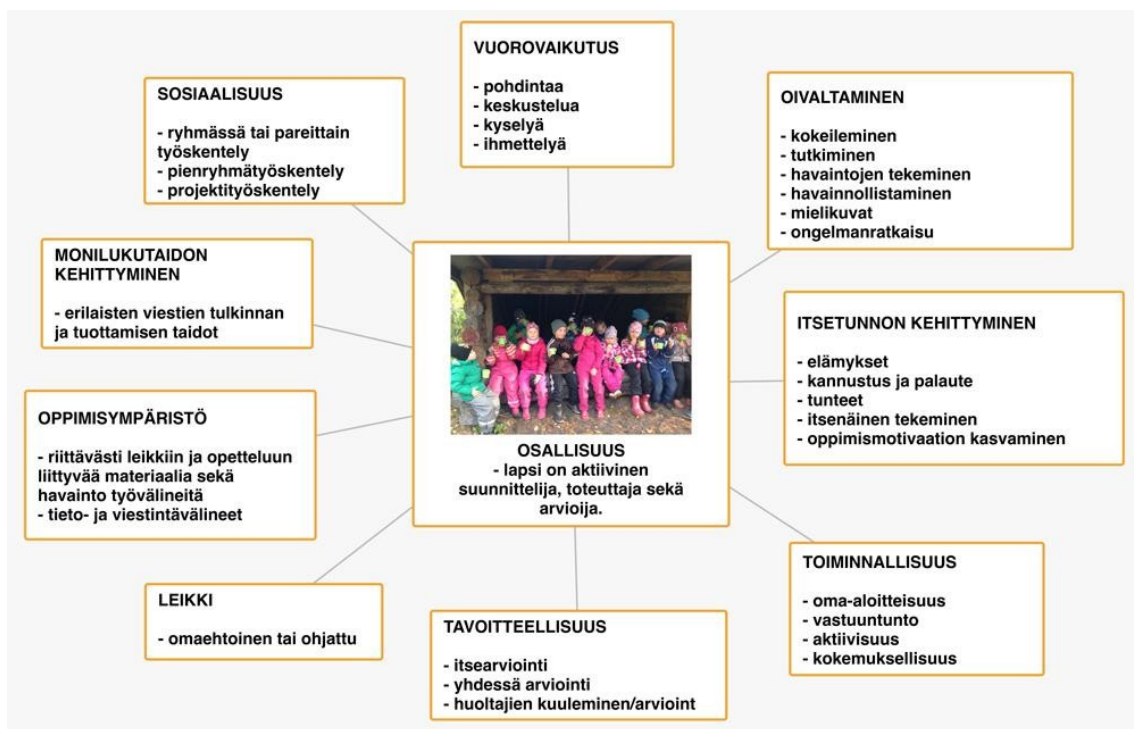 VUOROVAIKUTUS
- pohdintaa
- keskustelua
- kyselyä
- ihmettelyä
SOSIAALISUUS
- ryhmässä tai pareittain
työskentely
- pienryhmätyöskentely
- projektityöskentely
OIVALTAMINEN
- kokeileminen
- tutkiminen
- havaintojen tekeminen
- havainnollistaminen
- mielikuvat
- ongelmanratkaisu
MONILUKUTAIDON
KEHITTYMINEN
- erilaisten viestien tulkinnan
ja tuottamisen taidot
ITSETUNNON KEHITTYMINEN
- elämykset
- kannustus ja palaute
- tunteet
- itsenäinen tekeminen
- oppimismotivaation kasvaminen
OPPIMISYMPÄRISTÖ
- riittävästi leikkiin ja opetteluun
liittyvää materiaalia sekä
havainto työvälineitä
- tieto- ja viestintävälineet
OSALLISUUS
- lapsi on aktiivinen
suunnittelija, toteuttaja sekä
arvioija.
TOIMINNALLISUUS
- oma-aloitteisuus
- vastuuntunto
- aktiivisuus
- kokemuksellisuus
LEIKKI
- omaehtoinen tai ohjattu
TAVOITTEELLISUUS
- itsearviointi
- yhdessä arviointi
- huoltajien kuuleminen/arvioint